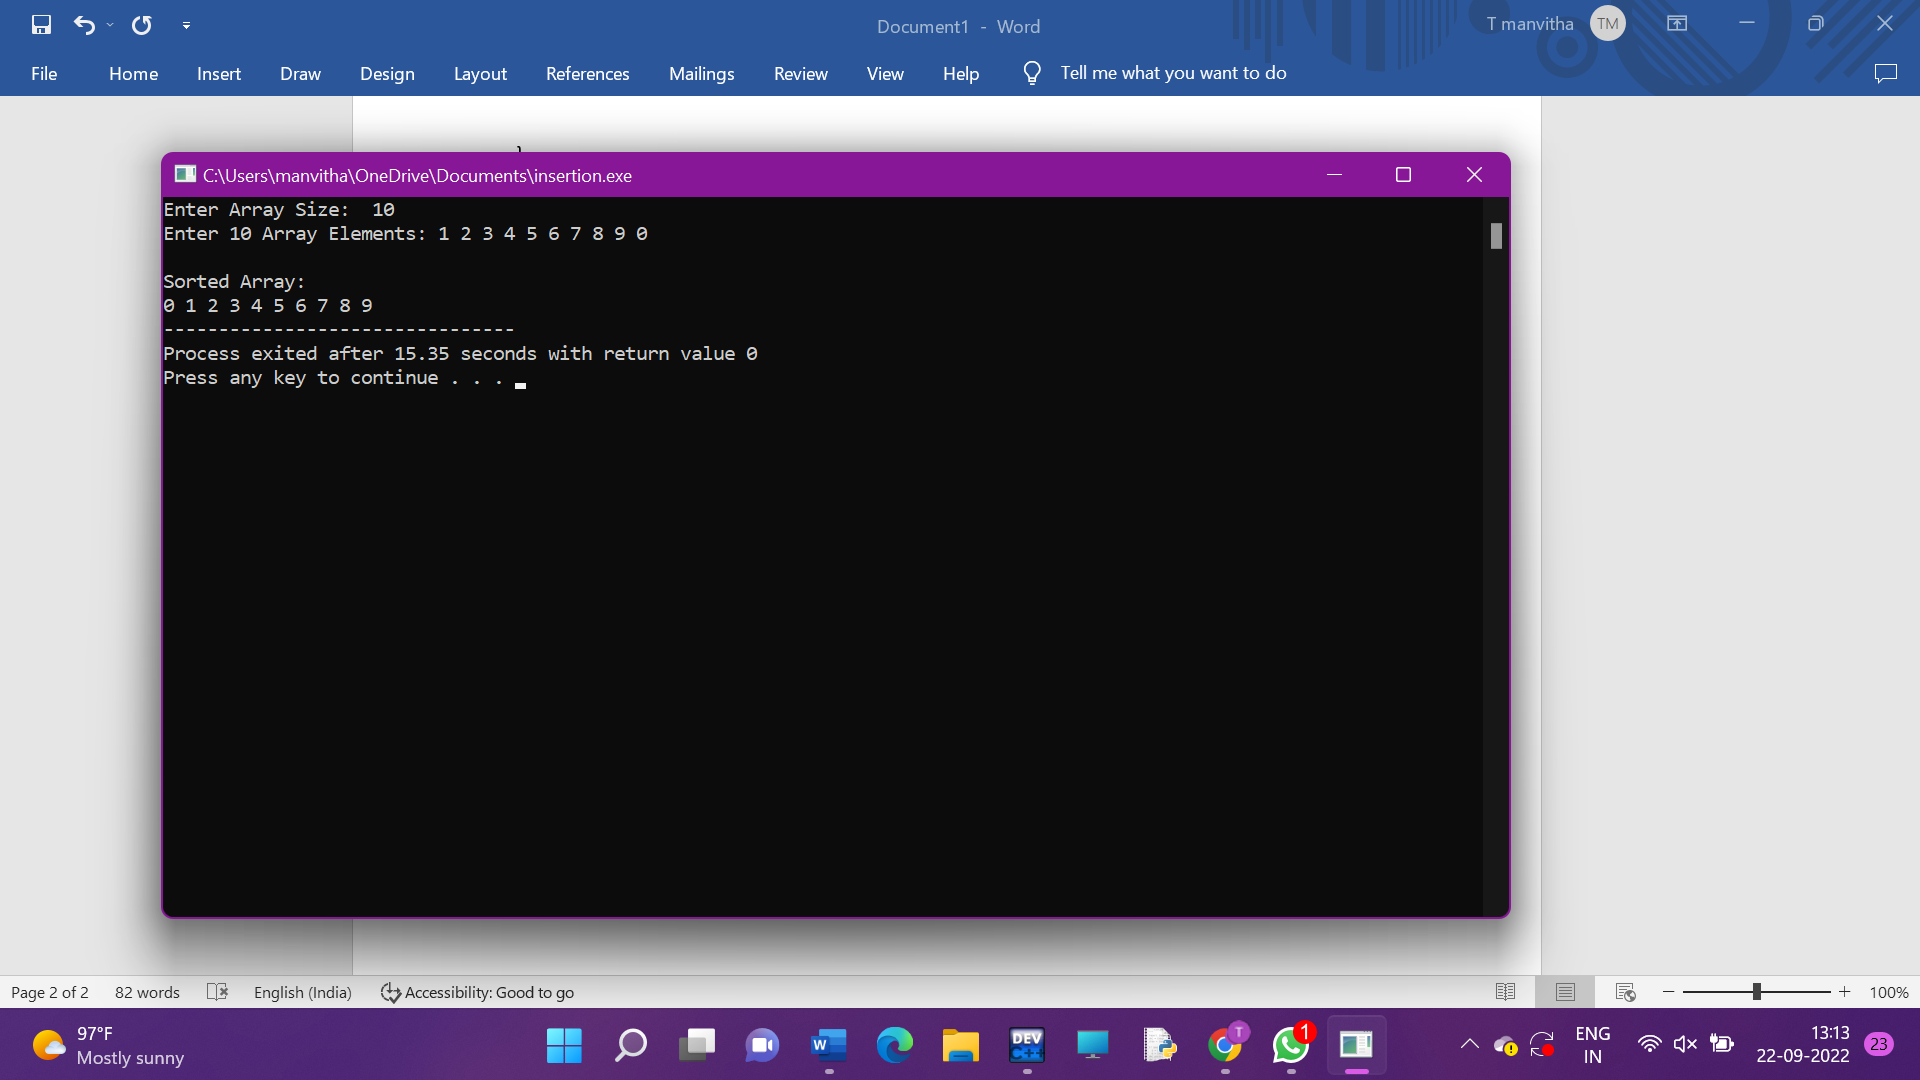 Document1 - Word
T manvitha TM
File Home Insert Draw Design Layout References Mailings Review View Help Tell me what you want to do
C:\Users\manvitha\OneDrive\Documents\insertion.exe
Enter Array Size:  10
Enter 10 Array Elements: 1 2 3 4 5 6 7 8 9 0
Sorted Array:
0 1 2 3 4 5 6 7 8 9
--------------------------------
Process exited after 15.35 seconds with return value 0
Press any key to continue . . .
Page 2 of 2 82 words English (India) Accessibility: Good to go 100%
97°F
Mostly sunny
W
DEV
C++
T
1
ENG
IN
13:13
22-09-2022
23